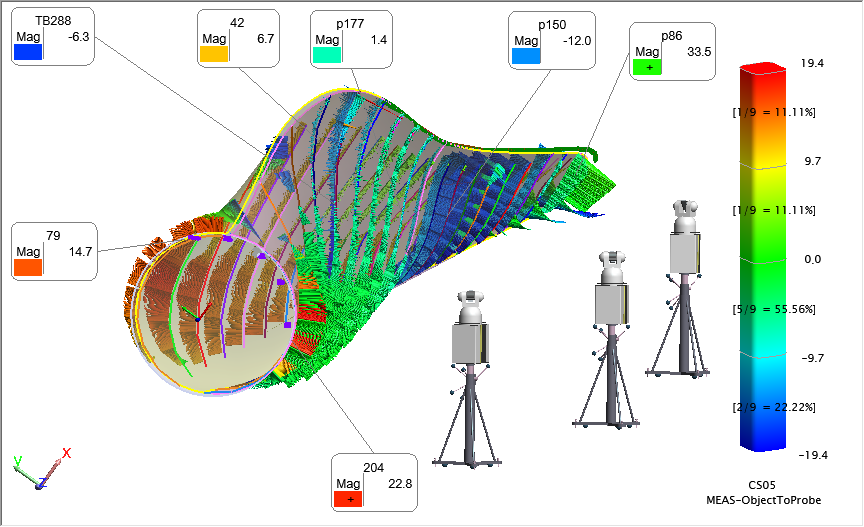 TB288
Mag -6.3
42
Mag 6.7
p177
Mag 1.4
p150
Mag -12.0
p86
Mag 33.5
+
19.4
[1/9 = 11.11%]
9.7
[1/9 = 11.11%]
0,0
[5/9 = 55.56%]
-9.7
[2/9 = 22.22%]
-19.4
79
Mag 14.7
204
Mag 22.8
+
Y X
Z
CS05
MEAS-ObjectToProbe